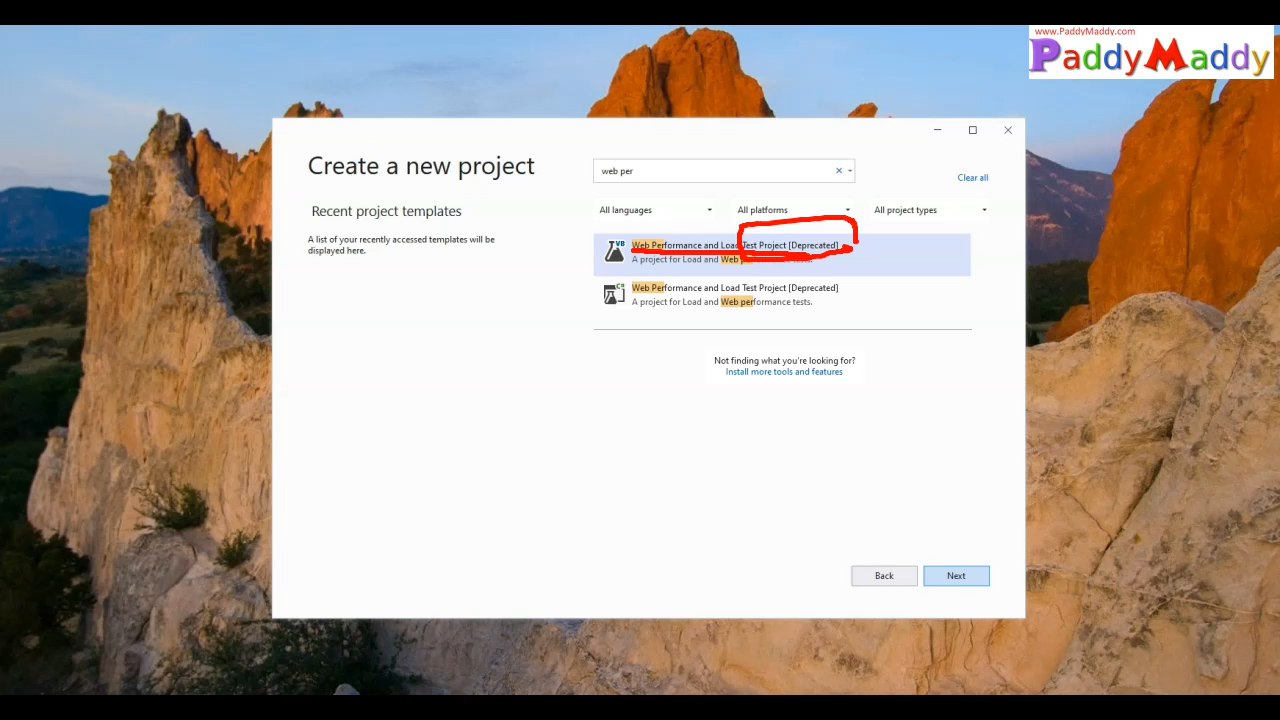 www.PaddyMaddy.com
PaddyMaddy
Create a new project
web per
Clear all
Recent project templates
All languages
All platforms
All project types
A list of your recently accessed templates will be
displayed here.
VB
Web Performance and Load Test Project [Deprecated]
A project for Load and Web performance tests.
C#
Web Performance and Load Test Project [Deprecated]
A project for Load and Web performance tests.
Not finding what you're looking for?
Install more tools and features
Back
Next